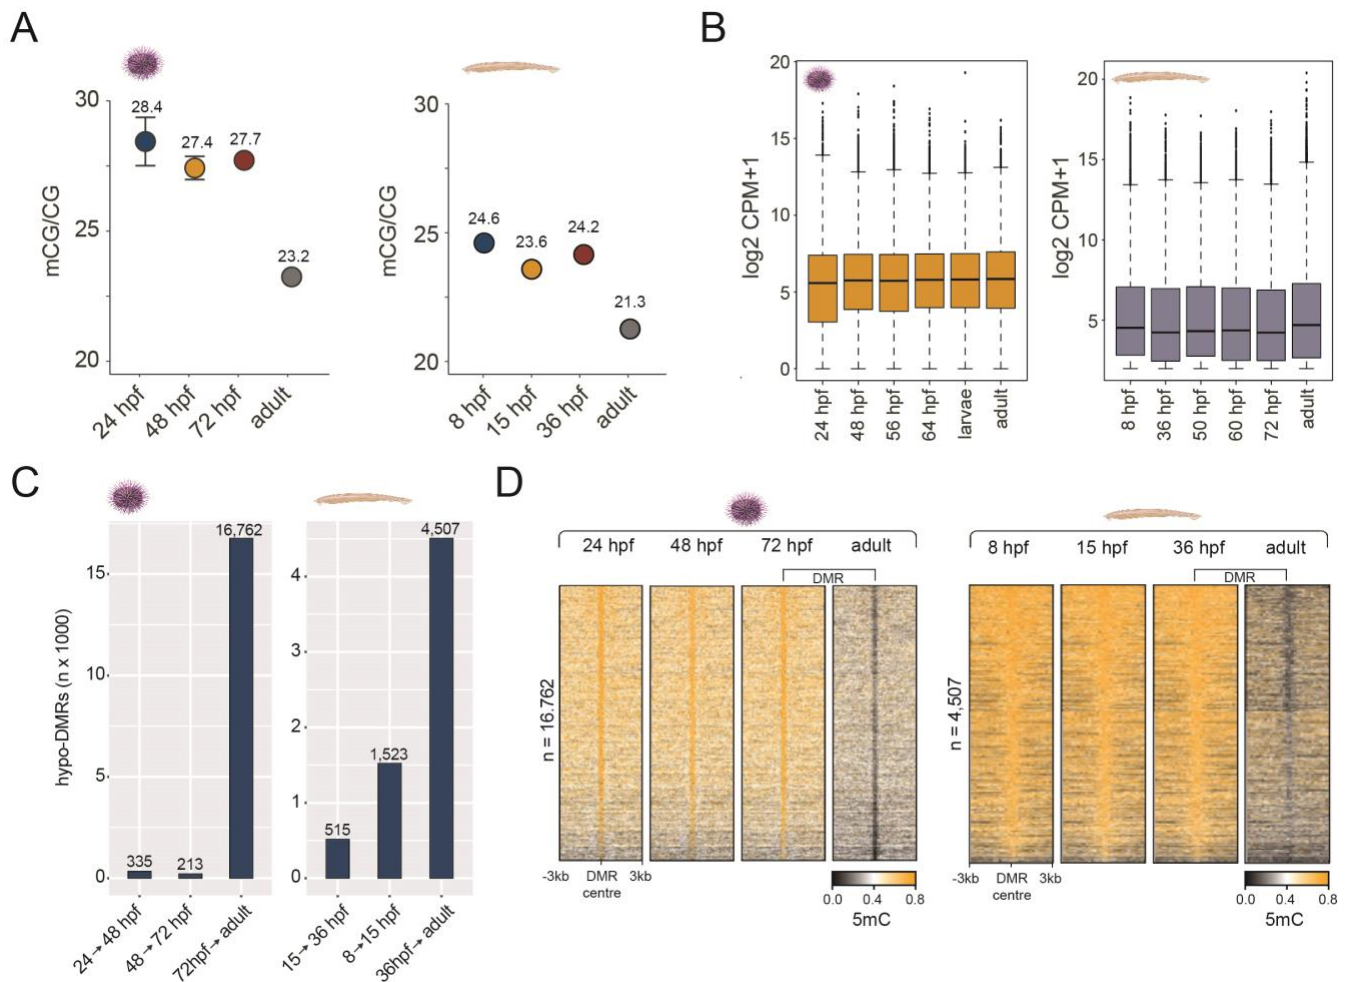 A
B
30
25
20
mCG/CG
28.4
27.4
27.7
23.2
24 hpf
48 hpf
72 hpf
adult
30
25
20
mCG/CG
24.6
23.6
24.2
21.3
8 hpf
15 hpf
36 hpf
adult
20
15
10
5
0
log2 CPM+1
24 hpf
48 hpf
56 hpf
64 hpf
larvae
adult
20
15
10
5
log2 CPM+1
8 hpf
36 hpf
50 hpf
60 hpf
72 hpf
adult
C
D
hypo-DMRs (n x 1000)
15
10
5
0
335
213
16,762
24→48 hpf
48→72 hpf
72hpf→adult
4
3
2
1
0
515
1,523
4,507
15→36 hpf
8→15 hpf
36hpf→adult
24 hpf 48 hpf 72 hpf adult
DMR
n = 16.762
-3kb DMR centre 3kb
0.0 0.4 0.8
5mC
8 hpf 15 hpf 36 hpf adult
DMR
n = 4,507
-3kb DMR centre 3kb
0.0 0.4 0.8
5mC